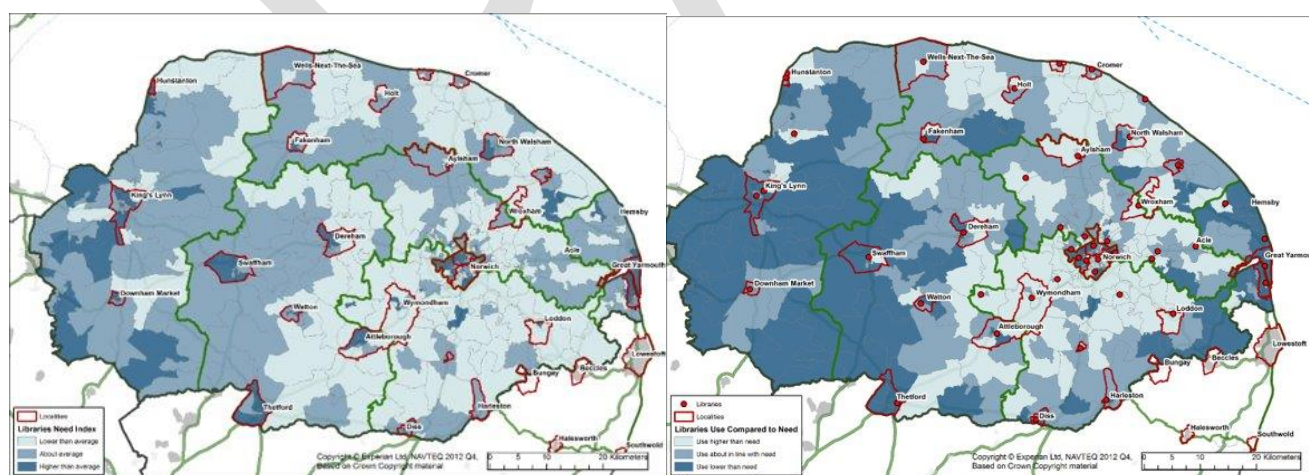 Wells-Next-The-Sea
Hunstanton
Cromer
Holt
Fakenham
North Walsham
Aylsham
King's Lynn
Wroxham
Hemsby
Dereham
Acle
Swaffham
Norwich
Great Yarmouth
Downham Market
Watton
Wymondham
Loddon
Attleborough
Lowestoft
Beccles
Bungay
Thetford
Harleston
Diss
Halesworth
Southwold
Localities
Libraries Need Index
Lower than average
About average
Higher than average
Copyright © Experian Ltd, NAVTEQ 2012 Q4,
Based on Crown Copyright material
0 5 10 20 Kilometers
Wells-Next-The-Sea
Hunstanton
Cromer
Holt
Fakenham
North Walsham
Aylsham
King's Lynn
Wroxham
Hemsby
Dereham
Acle
Swaffham
Norwich
Great Yarmouth
Downham Market
Watton
Wymondham
Loddon
Attleborough
Lowestoft
Beccles
Bungay
Thetford
Harleston
Diss
Halesworth
Southwold
Libraries
Localities
Libraries Use Compared to Need
Use higher than need
Use about in line with need
Use lower than need
Copyright © Experian Ltd, NAVTEQ 2012 Q4,
Based on Crown Copyright material
0 5 10 20 Kilometers